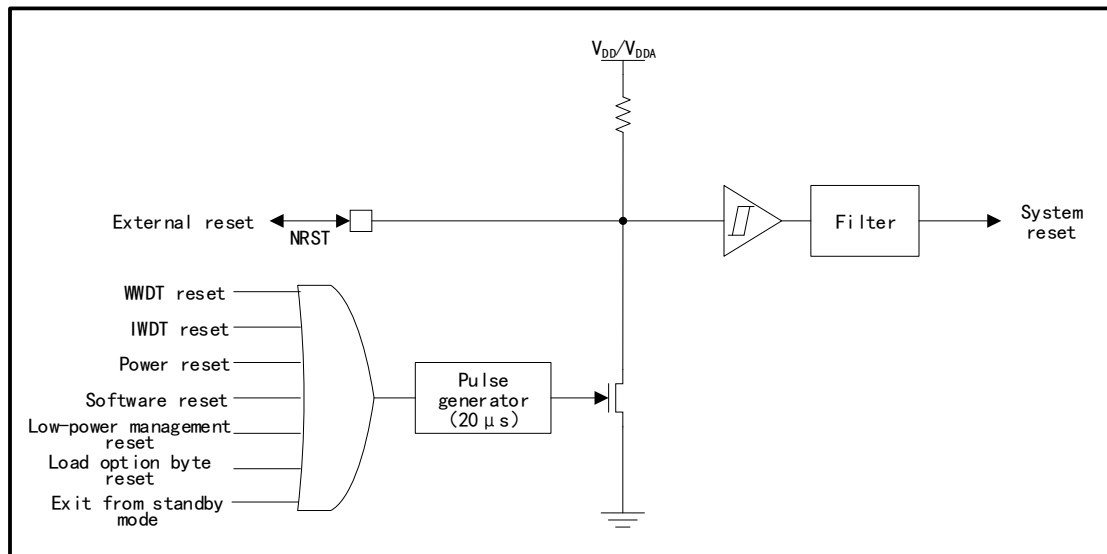 VDD/VDDA
External reset
NRST
Filter
System
reset
WWDT reset
IWDT reset
Power reset
Software reset
Low-power management
reset
Load option byte
reset
Exit from standby
mode
Pulse
generator
(20μs)